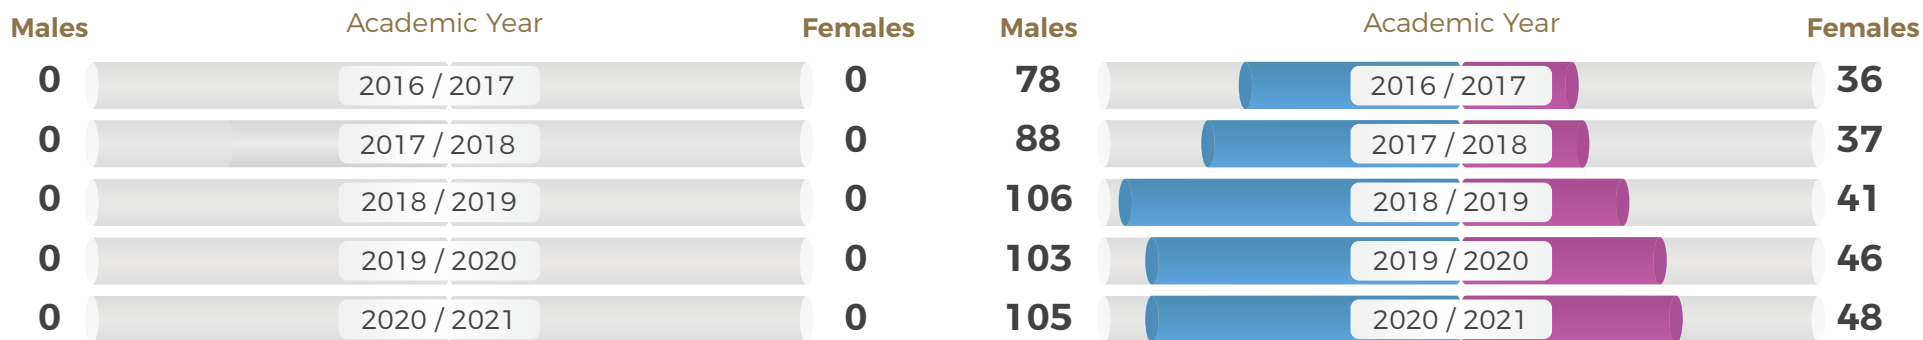 Males Academic Year Females
0 2016 / 2017 0
0 2017 / 2018 0
0 2018 / 2019 0
0 2019 / 2020 0
0 2020 / 2021 0
Males Academic Year Females
78 2016 / 2017 36
88 2017 / 2018 37
106 2018 / 2019 41
103 2019 / 2020 46
105 2020 / 2021 48